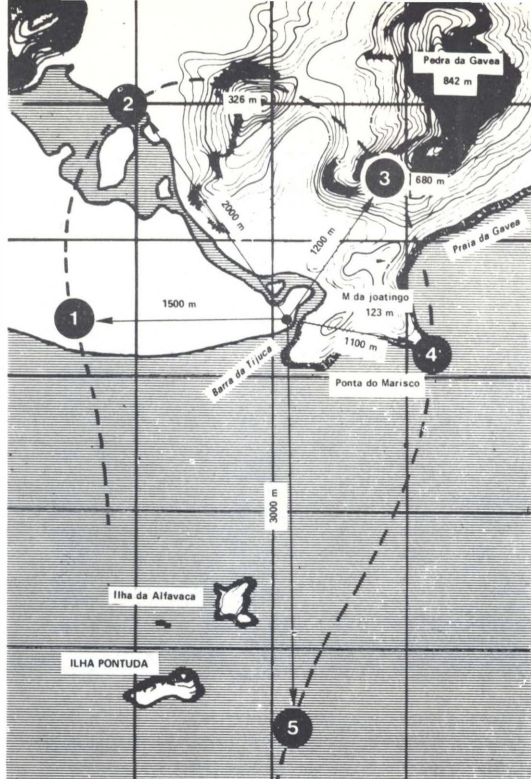 Pedra da Gavea
842 m
2
326 m
3
680 m
2000 m
1200 m
Praia da Gavea
1500 m
1
M da joatingo
123 m
1100 m
4
Barra da Tijuca
Ponta do Marisco
3000 m
Ilha da Alfavaca
ILHA PONTUDA
5